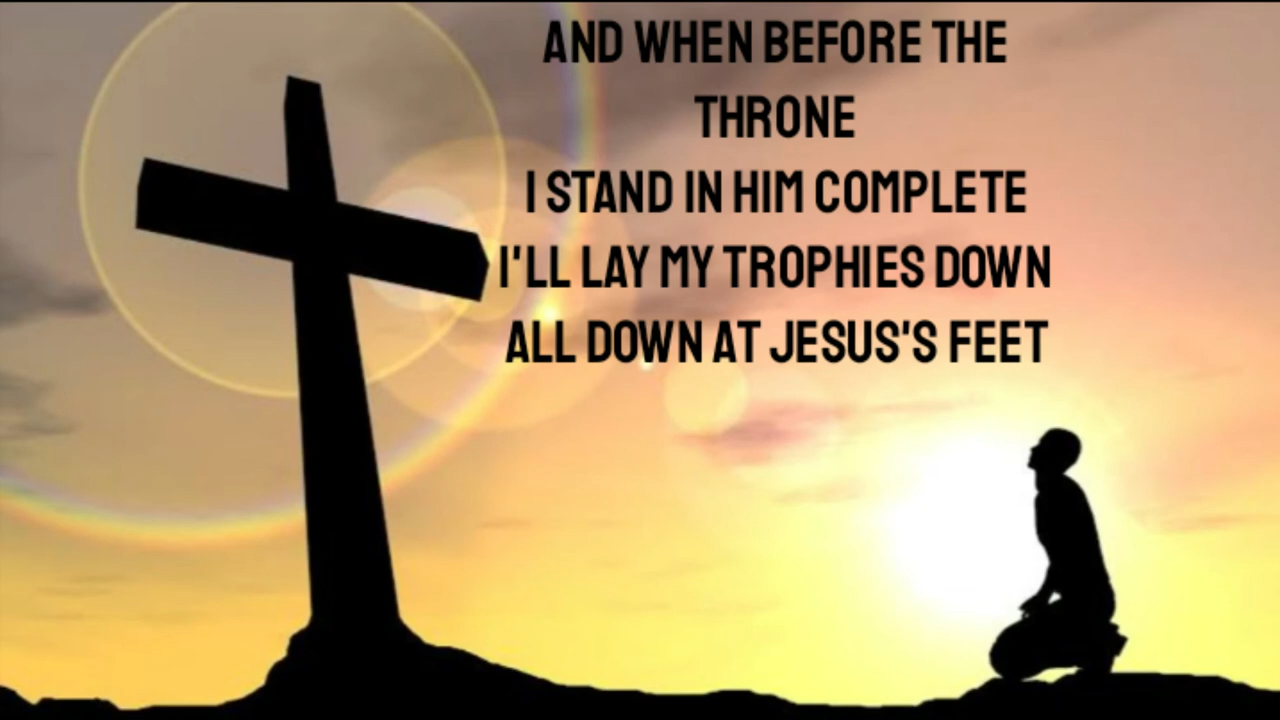 AND WHEN BEFORE THE
THRONE
I STAND IN HIM COMPLETE
I'LL LAY MY TROPHIES DOWN
ALL DOWN AT JESUS'S FEET